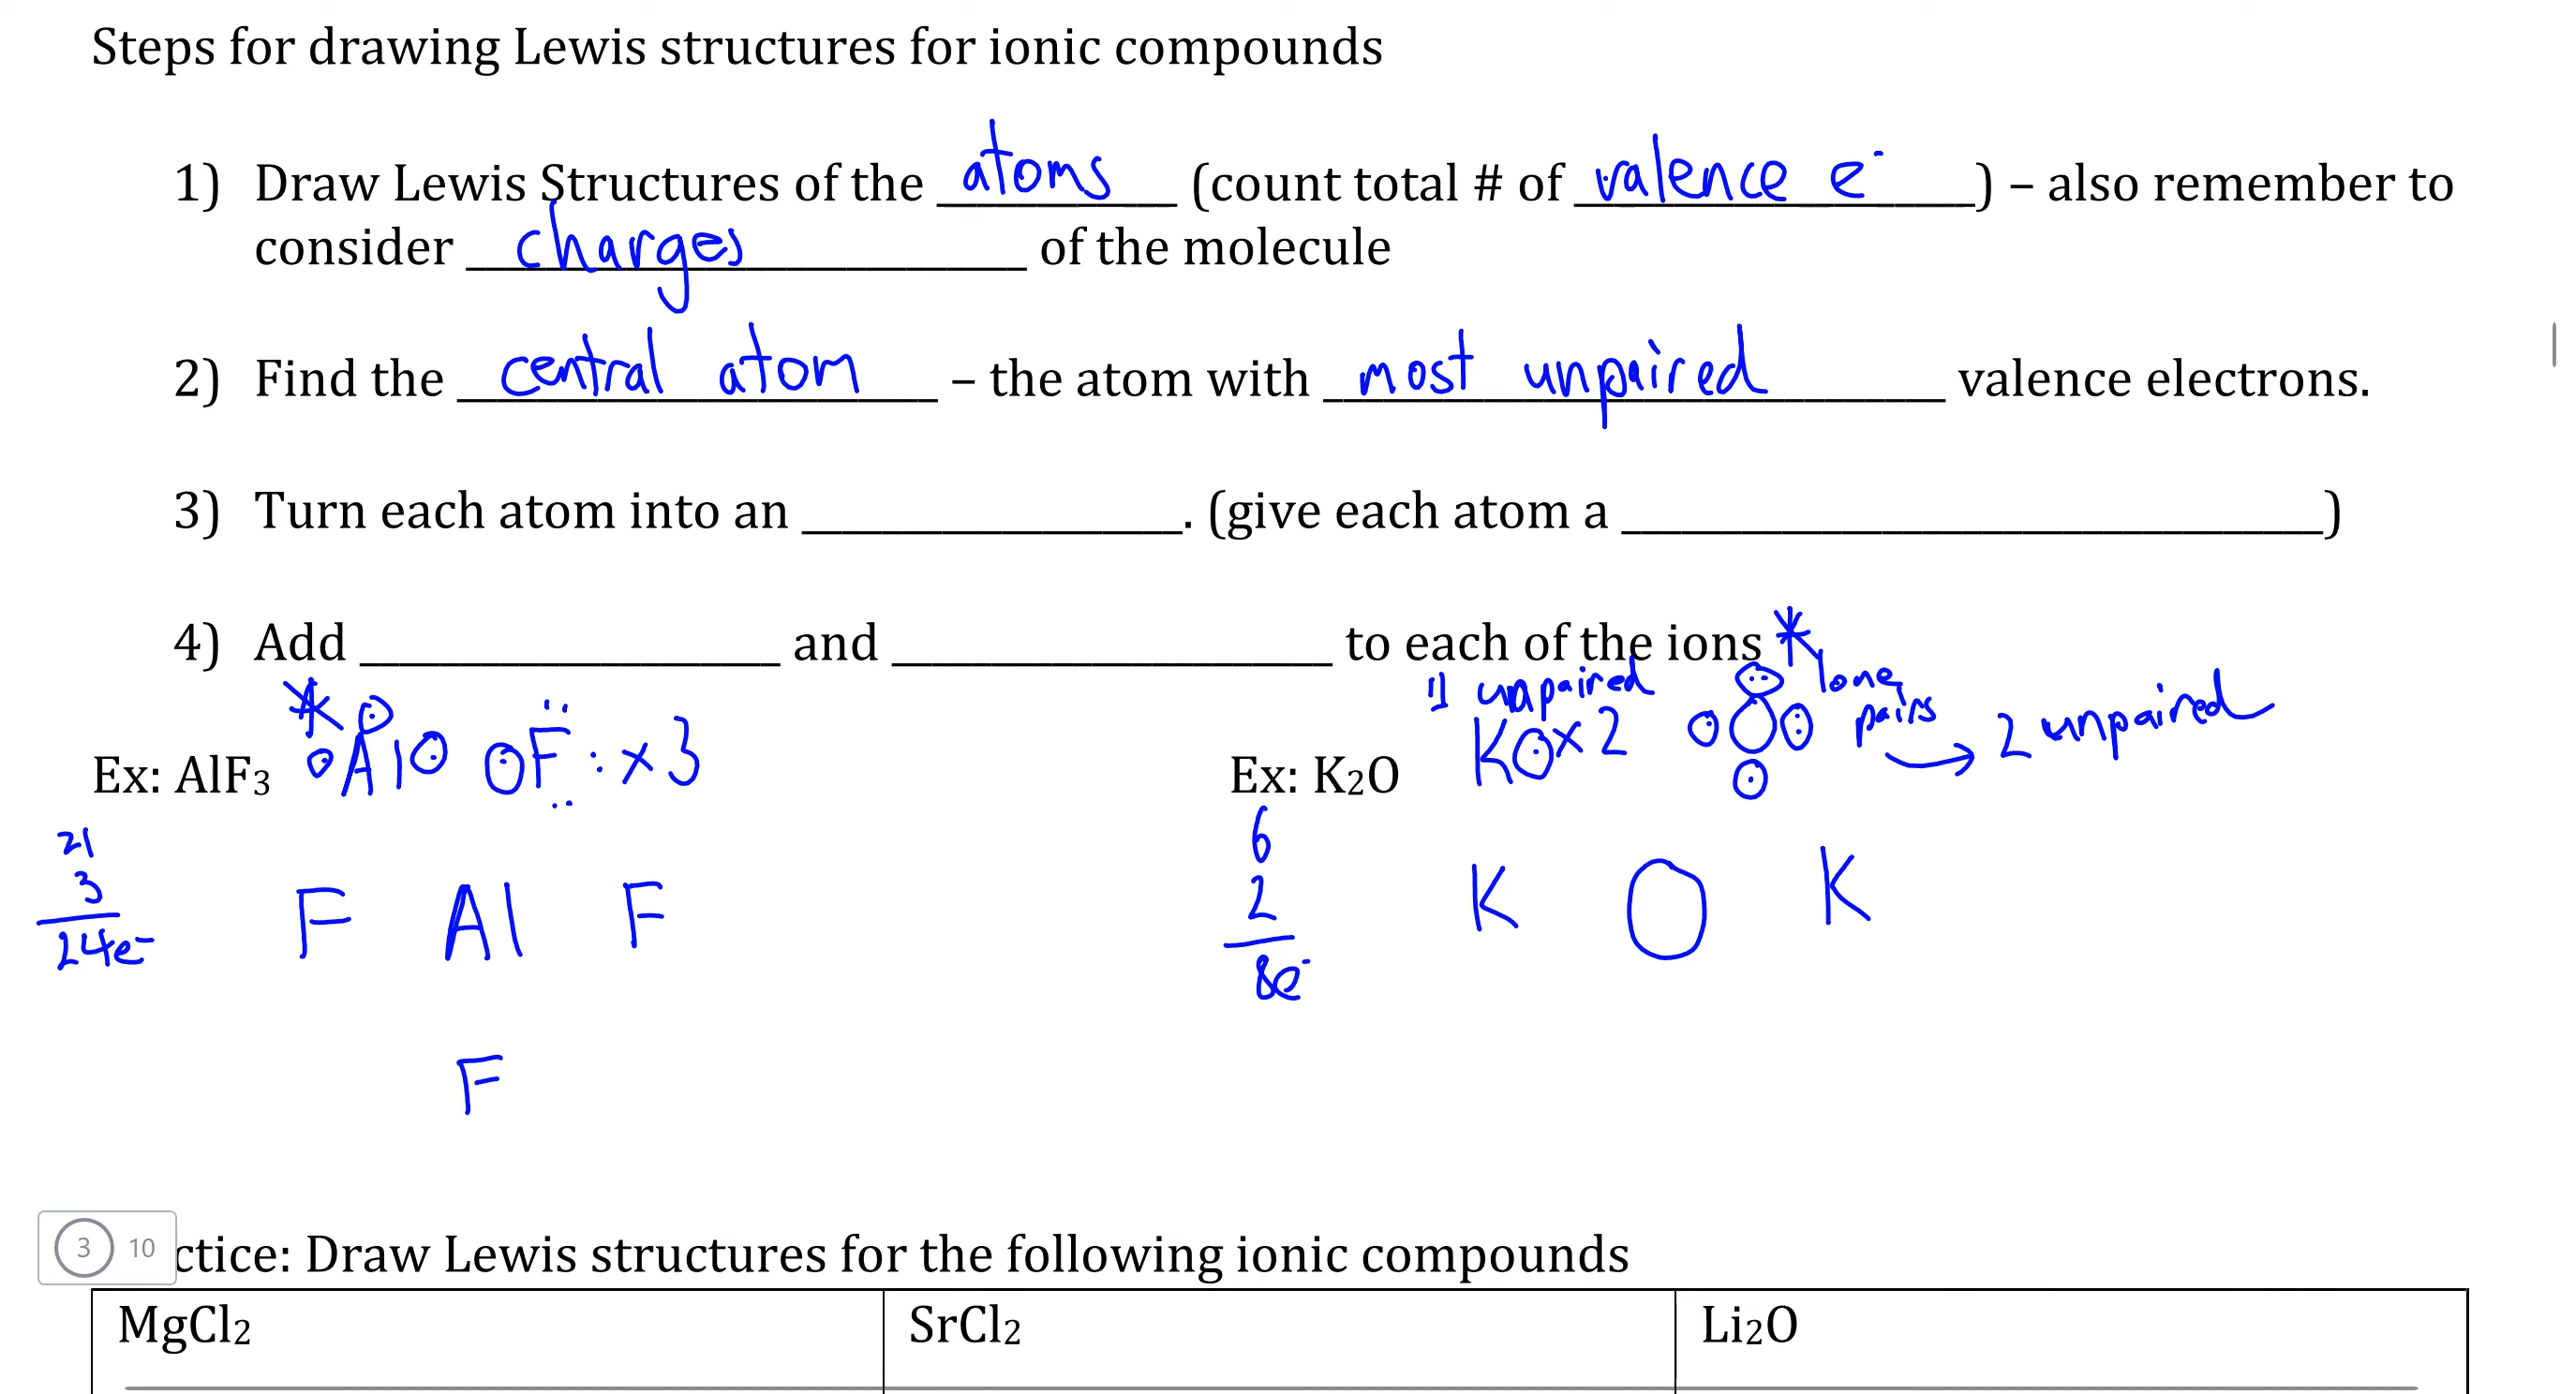 Steps for drawing Lewis structures for ionic compounds
1) Draw Lewis Structures of the atoms (count total # of valence e⁻) – also remember to
consider charges of the molecule
2) Find the central atom – the atom with most unpaired valence electrons.
3) Turn each atom into an ___________. (give each atom a ___________)
4) Add ___________ and ___________ to each of the ions *
1 unpaired
lone pairs → 2 unpaired
Ex: AlF₃ * Al F x 3
Ex: K₂O K x 2 O
21
3
24e⁻
F Al F
F
6
2
8e⁻
K O K
3 10
ctice: Draw Lewis structures for the following ionic compounds
MgCl₂ SrCl₂ Li₂O